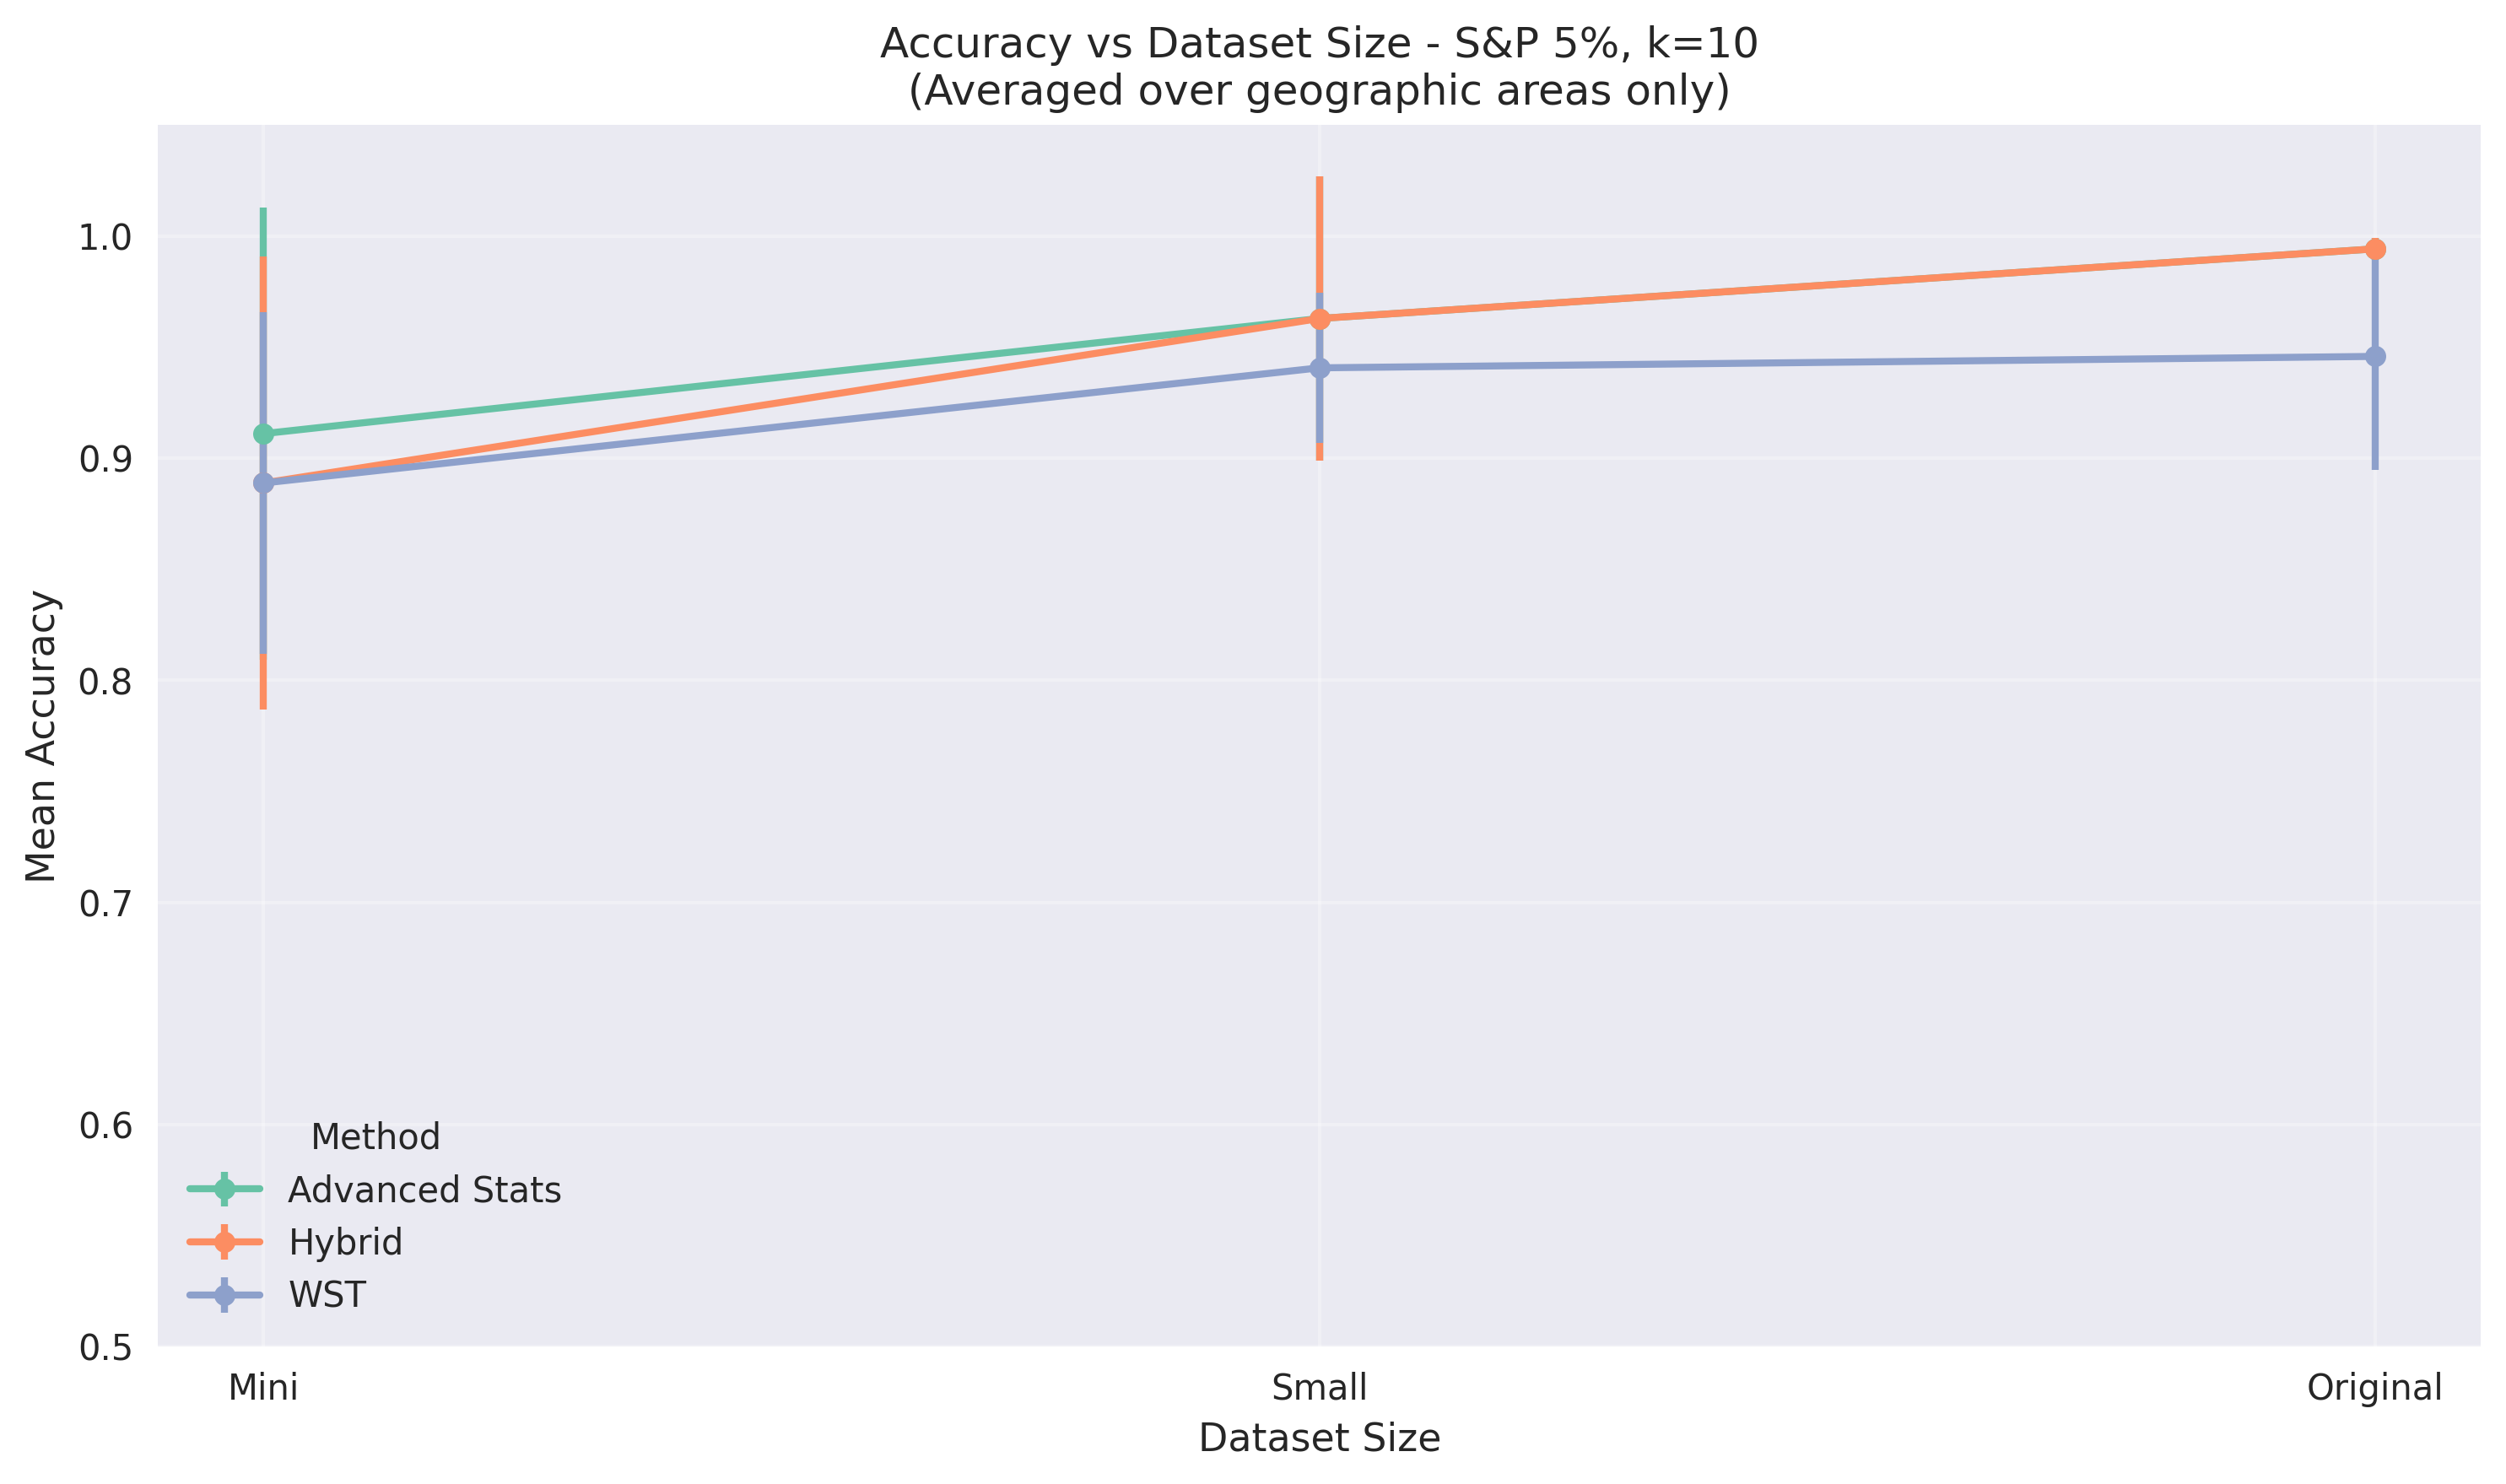 Accuracy vs Dataset Size - S&P 5%, k=10
(Averaged over geographic areas only)
Mean Accuracy
1.0
0.9
0.8
0.7
0.6
0.5
Method
Advanced Stats
Hybrid
WST
Mini
Small
Original
Dataset Size